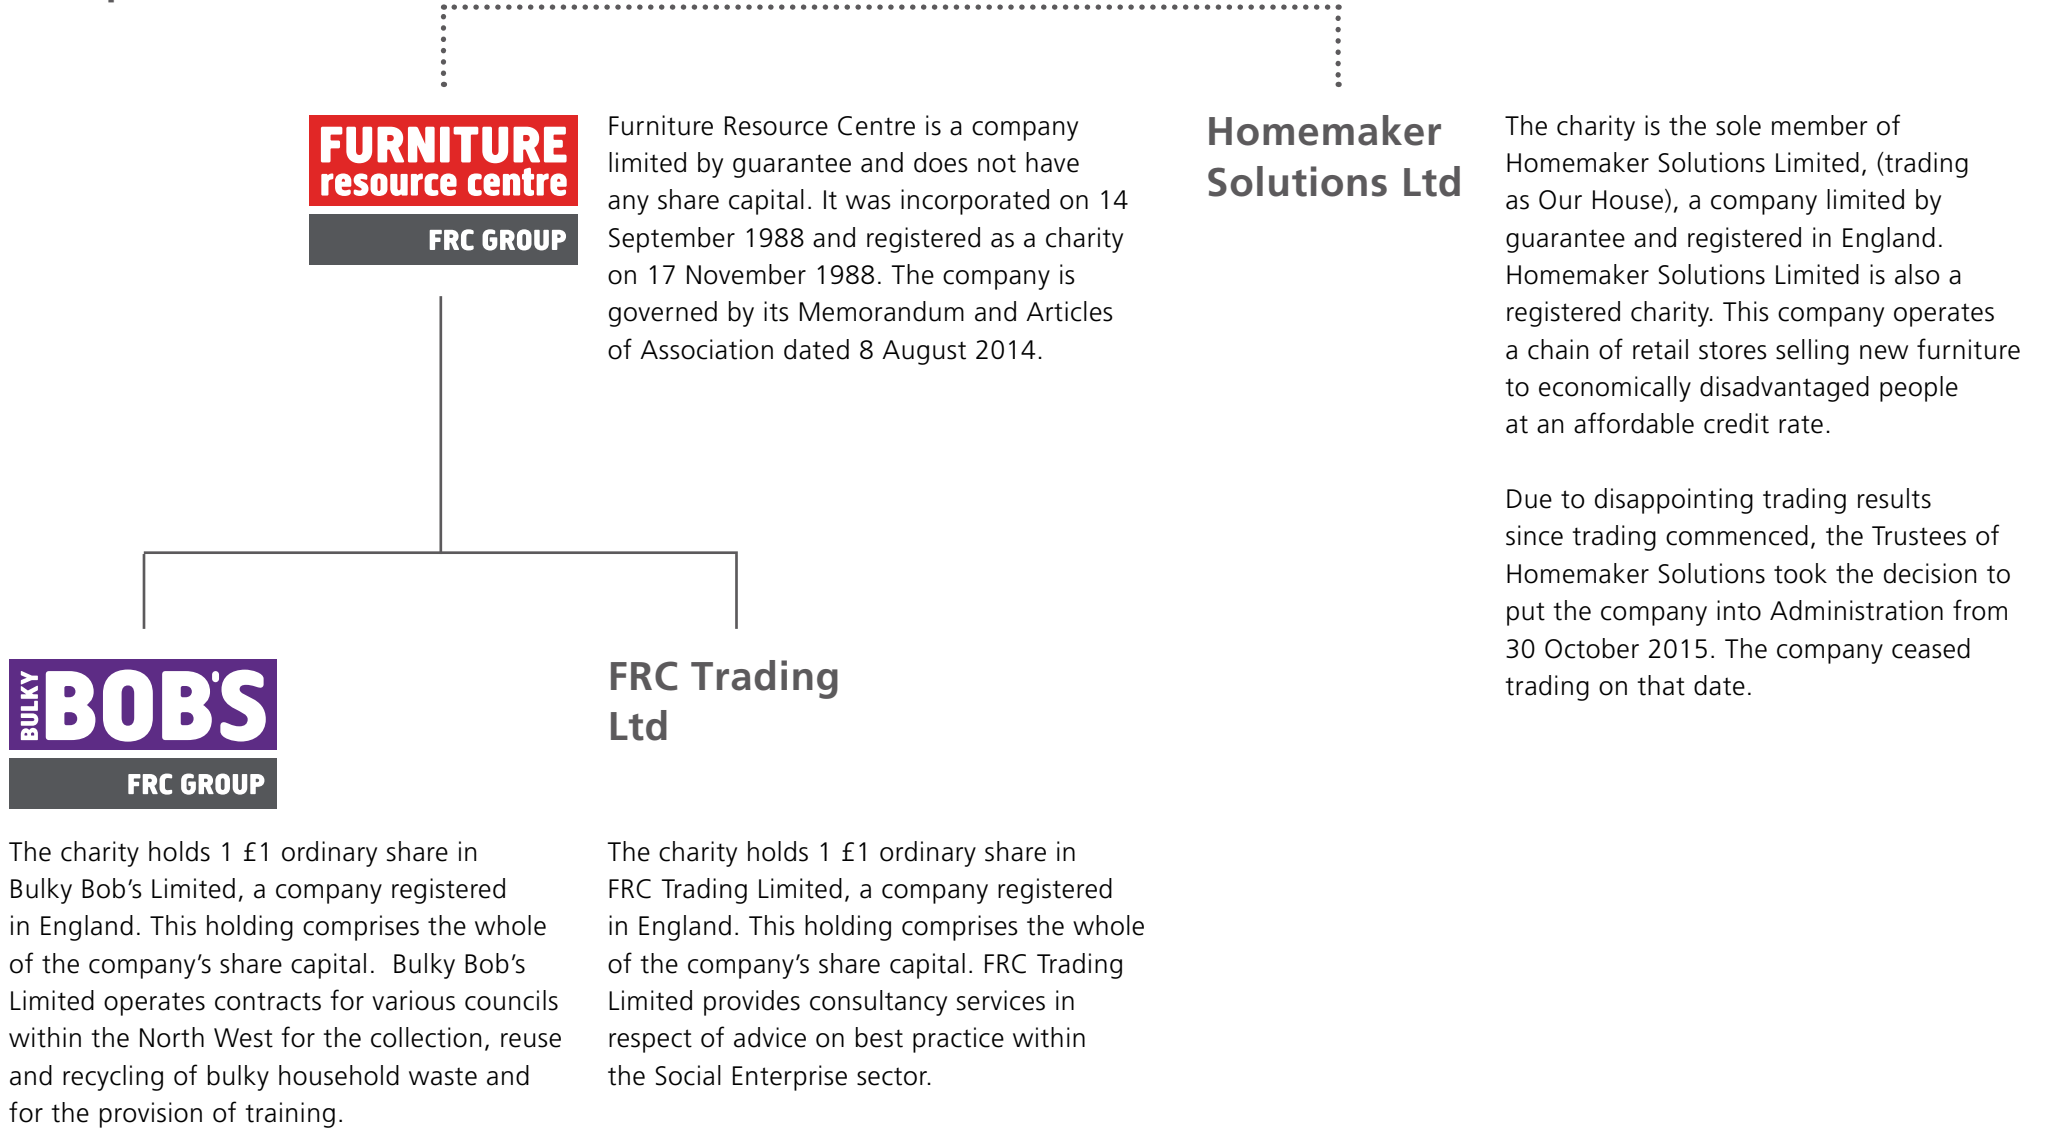 FURNITURE
resource centre
FRC GROUP
Furniture Resource Centre is a company
limited by guarantee and does not have
any share capital. It was incorporated on 14
September 1988 and registered as a charity
on 17 November 1988. The company is
governed by its Memorandum and Articles
of Association dated 8 August 2014.
Homemaker
Solutions Ltd
The charity is the sole member of
Homemaker Solutions Limited, (trading
as Our House), a company limited by
guarantee and registered in England.
Homemaker Solutions Limited is also a
registered charity. This company operates
a chain of retail stores selling new furniture
to economically disadvantaged people
at an affordable credit rate.
Due to disappointing trading results
since trading commenced, the Trustees of
Homemaker Solutions took the decision to
put the company into Administration from
30 October 2015. The company ceased
trading on that date.
BULKY
BOB'S
FRC GROUP
The charity holds 1 £1 ordinary share in
Bulky Bob’s Limited, a company registered
in England. This holding comprises the whole
of the company’s share capital.  Bulky Bob’s
Limited operates contracts for various councils
within the North West for the collection, reuse
and recycling of bulky household waste and
for the provision of training.
FRC Trading
Ltd
The charity holds 1 £1 ordinary share in
FRC Trading Limited, a company registered
in England. This holding comprises the whole
of the company’s share capital. FRC Trading
Limited provides consultancy services in
respect of advice on best practice within
the Social Enterprise sector.